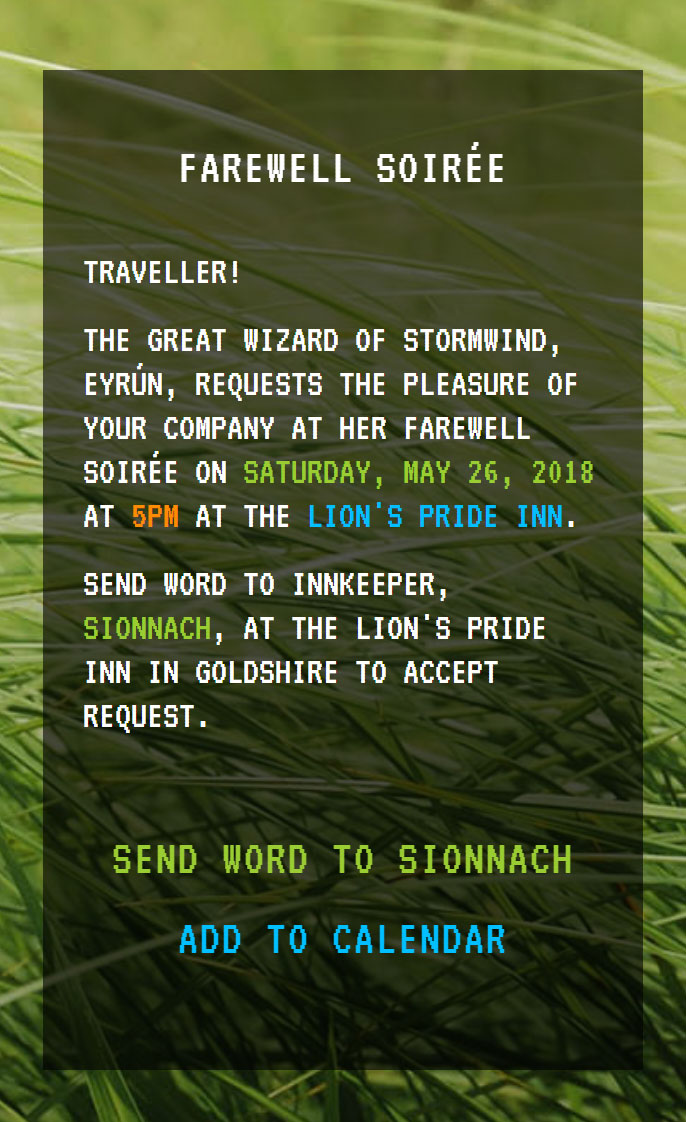 FAREWELL SOIRÉE
TRAVELLER!
THE GREAT WIZARD OF STORMWIND,
EYRÚN, REQUESTS THE PLEASURE OF
YOUR COMPANY AT HER FAREWELL
SOIRÉE ON SATURDAY, MAY 26, 2018
AT 5PM AT THE LION'S PRIDE INN.
SEND WORD TO INNKEEPER,
SIONNACH, AT THE LION'S PRIDE
INN IN GOLDSHIRE TO ACCEPT
REQUEST.
SEND WORD TO SIONNACH
ADD TO CALENDAR